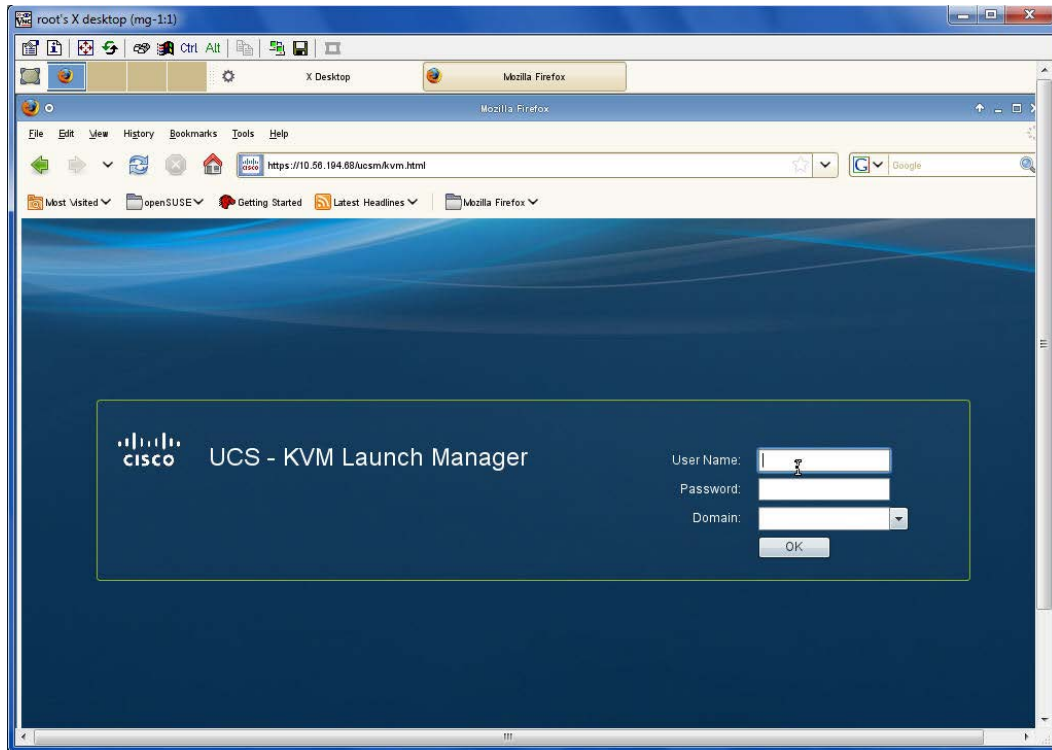 root's X desktop (mg-1:1)
Ctrl Alt
X Desktop Mozilla Firefox
Mozilla Firefox
File Edit View History Bookmarks Tools Help
https://10.56.194.68/ucsm/kvm.html
G Google
Most Visited openSUSE Getting Started Latest Headlines Mozilla Firefox
CISCO UCS - KVM Launch Manager
User Name:
Password:
Domain:
OK